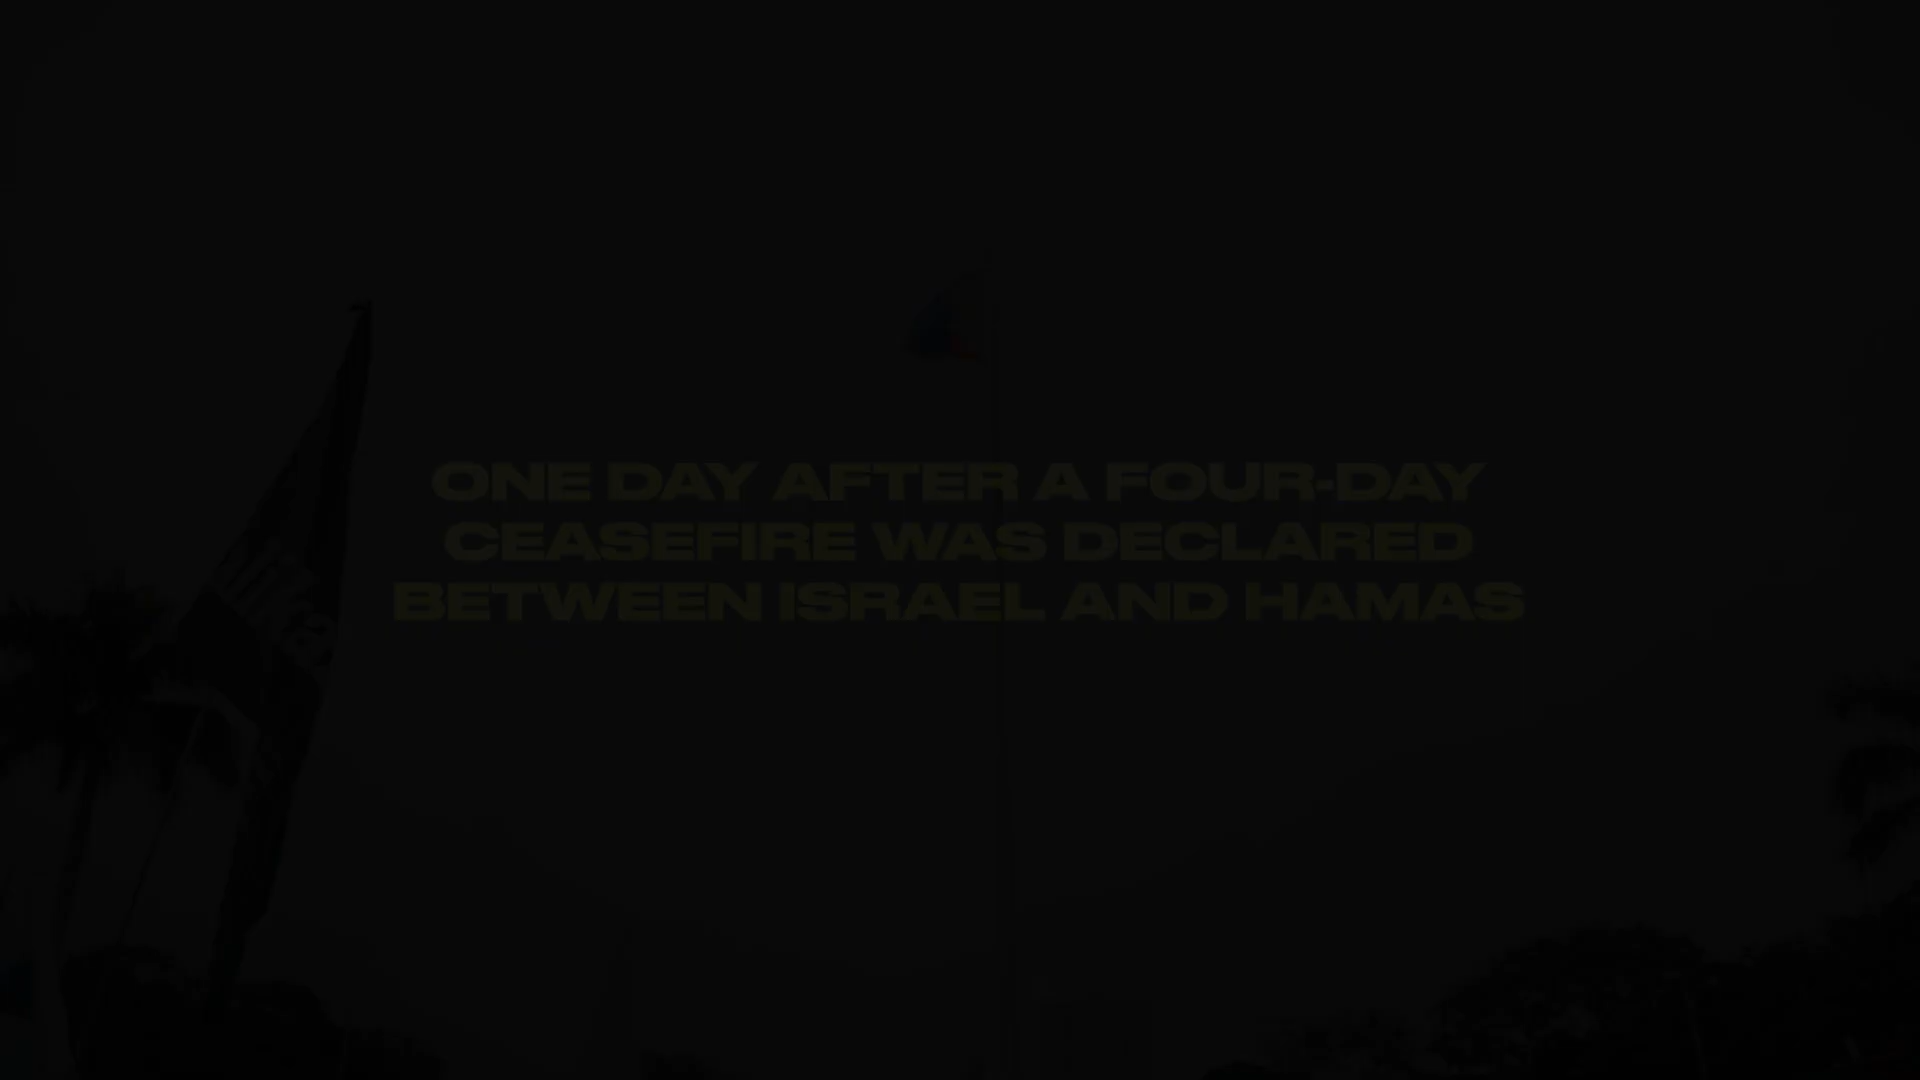 ONE DAY AFTER A FOUR-DAY
CEASEFIRE WAS DECLARED
BETWEEN ISRAEL AND HAMAS